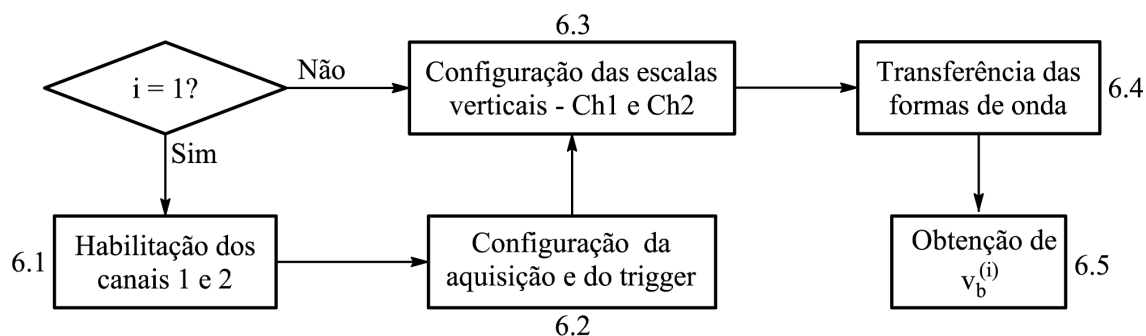 6.3
i = 1?
Não
Configuração das escalas
verticais - Ch1 e Ch2
Transferência das
formas de onda
6.4
Sim
6.1
Habilitação dos
canais 1 e 2
Configuração da
aquisição e do trigger
6.2
Obtenção de
v_b^(i)
6.5